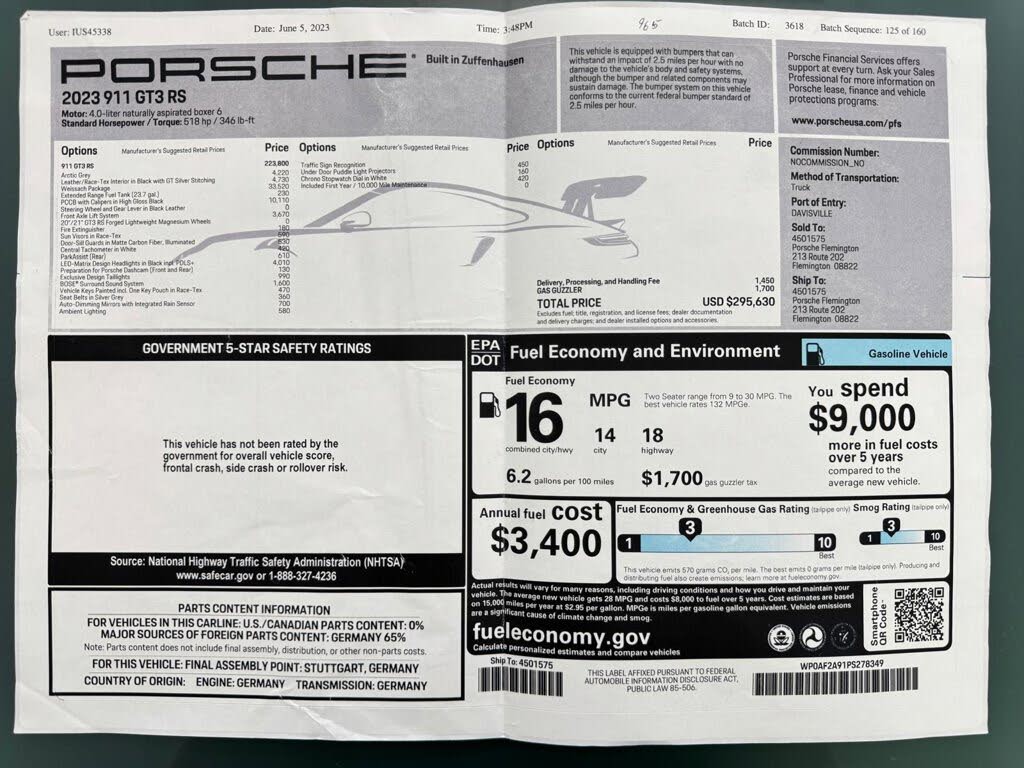 User: IUS45338 Date: June 5, 2023 Time: 3:48PM 965 Batch ID: 3618 Batch Sequence: 125 of 160
PORSCHE® Built in Zuffenhausen
2023 911 GT3 RS
Motor: 4.0-liter naturally aspirated boxer 6
Standard Horsepower / Torque: 518 hp / 346 lb-ft
This vehicle is equipped with bumpers that can
withstand an impact of 2.5 miles per hour with no
damage to the vehicle's body and safety systems,
although the bumper and related components may
sustain damage. The bumper system on this vehicle
conforms to the current federal bumper standard of
2.5 miles per hour.
Porsche Financial Services offers
support at every turn. Ask your Sales
Professional for more information on
Porsche lease, finance and vehicle
protections programs.
www.porscheusa.com/pfs
Options Manufacturer's Suggested Retail Prices Price
911 GT3 RS 223,800
Arctic Grey 4,220
Leather/Race-Tex Interior in Black with GT Silver Stitching 4,730
Weissach Package 33,520
Extended Range Fuel Tank (23.7 gal.) 230
PCCB with Calipers in High Gloss Black 10,110
Steering Wheel and Gear Lever in Black Leather 0
Front Axle Lift System 3,670
20"/21" GT3 RS Forged Lightweight Magnesium Wheels 0
Fire Extinguisher 180
Sun Visors in Race-Tex 590
Door-Sill Guards in Matte Carbon Fiber, Illuminated 830
Central Tachometer in White 420
ParkAssist (Rear) 610
LED-Matrix Design Headlights in Black incl. PDLS+ 4,010
Preparation for Porsche Dashcam (Front and Rear) 130
Exclusive Design Taillights 990
BOSE® Surround Sound System 1,600
Vehicle Keys Painted incl. One Key Pouch in Race-Tex 470
Seat Belts in Silver Grey 360
Auto-Dimming Mirrors with Integrated Rain Sensor 700
Ambient Lighting 580
Options Manufacturer's Suggested Retail Prices Price
Traffic Sign Recognition 450
Under Door Puddle Light Projectors 160
Chrono Stopwatch Dial in White 420
Included First Year / 10,000 Mile Maintenance 0
Options Manufacturer's Suggested Retail Prices Price
Delivery, Processing, and Handling Fee 1,450
GAS GUZZLER 1,700
TOTAL PRICE USD $295,630
Excludes fuel; title, registration, and license fees; dealer documentation
and delivery charges; and dealer installed options and accessories.
Commission Number:
NOCOMMISSION_NO
Method of Transportation:
Truck
Port of Entry:
DAVISVILLE
Sold To:
4501575
Porsche Flemington
213 Route 202
Flemington 08822
Ship To:
4501575
Porsche Flemington
213 Route 202
Flemington 08822
GOVERNMENT 5-STAR SAFETY RATINGS
This vehicle has not been rated by the
government for overall vehicle score,
frontal crash, side crash or rollover risk.
Source: National Highway Traffic Safety Administration (NHTSA)
www.safecar.gov or 1-888-327-4236
PARTS CONTENT INFORMATION
FOR VEHICLES IN THIS CARLINE: U.S./CANADIAN PARTS CONTENT: 0%
MAJOR SOURCES OF FOREIGN PARTS CONTENT: GERMANY 65%
Note: Parts content does not include final assembly, distribution, or other non-parts costs.
FOR THIS VEHICLE: FINAL ASSEMBLY POINT: STUTTGART, GERMANY
COUNTRY OF ORIGIN: ENGINE: GERMANY TRANSMISSION: GERMANY
EPA
DOT
Fuel Economy and Environment
Gasoline Vehicle
Fuel Economy
16 MPG
combined city/hwy
14 city
18 highway
Two Seater range from 9 to 30 MPG. The
best vehicle rates 132 MPGe.
6.2 gallons per 100 miles
$1,700 gas guzzler tax
You spend
$9,000
more in fuel costs
over 5 years
compared to the
average new vehicle.
Annual fuel cost
$3,400
Fuel Economy & Greenhouse Gas Rating (tailpipe only) Smog Rating (tailpipe only)
3 3
1 10 1 10
Best Best
This vehicle emits 570 grams CO2 per mile. The best emits 0 grams per mile (tailpipe only). Producing and
distributing fuel also create emissions; learn more at fueleconomy.gov.
Actual results will vary for many reasons, including driving conditions and how you drive and maintain your
vehicle. The average new vehicle gets 28 MPG and costs $8,000 to fuel over 5 years. Cost estimates are based
on 15,000 miles per year at $2.95 per gallon. MPGe is miles per gasoline gallon equivalent. Vehicle emissions
are a significant cause of climate change and smog.
fueleconomy.gov
Calculate personalized estimates and compare vehicles
Smartphone
QR Code
Ship To: 4501575
THIS LABEL AFFIXED PURSUANT TO FEDERAL
AUTOMOBILE INFORMATION DISCLOSURE ACT,
PUBLIC LAW 85-506.
WP0AF2A91PS278349